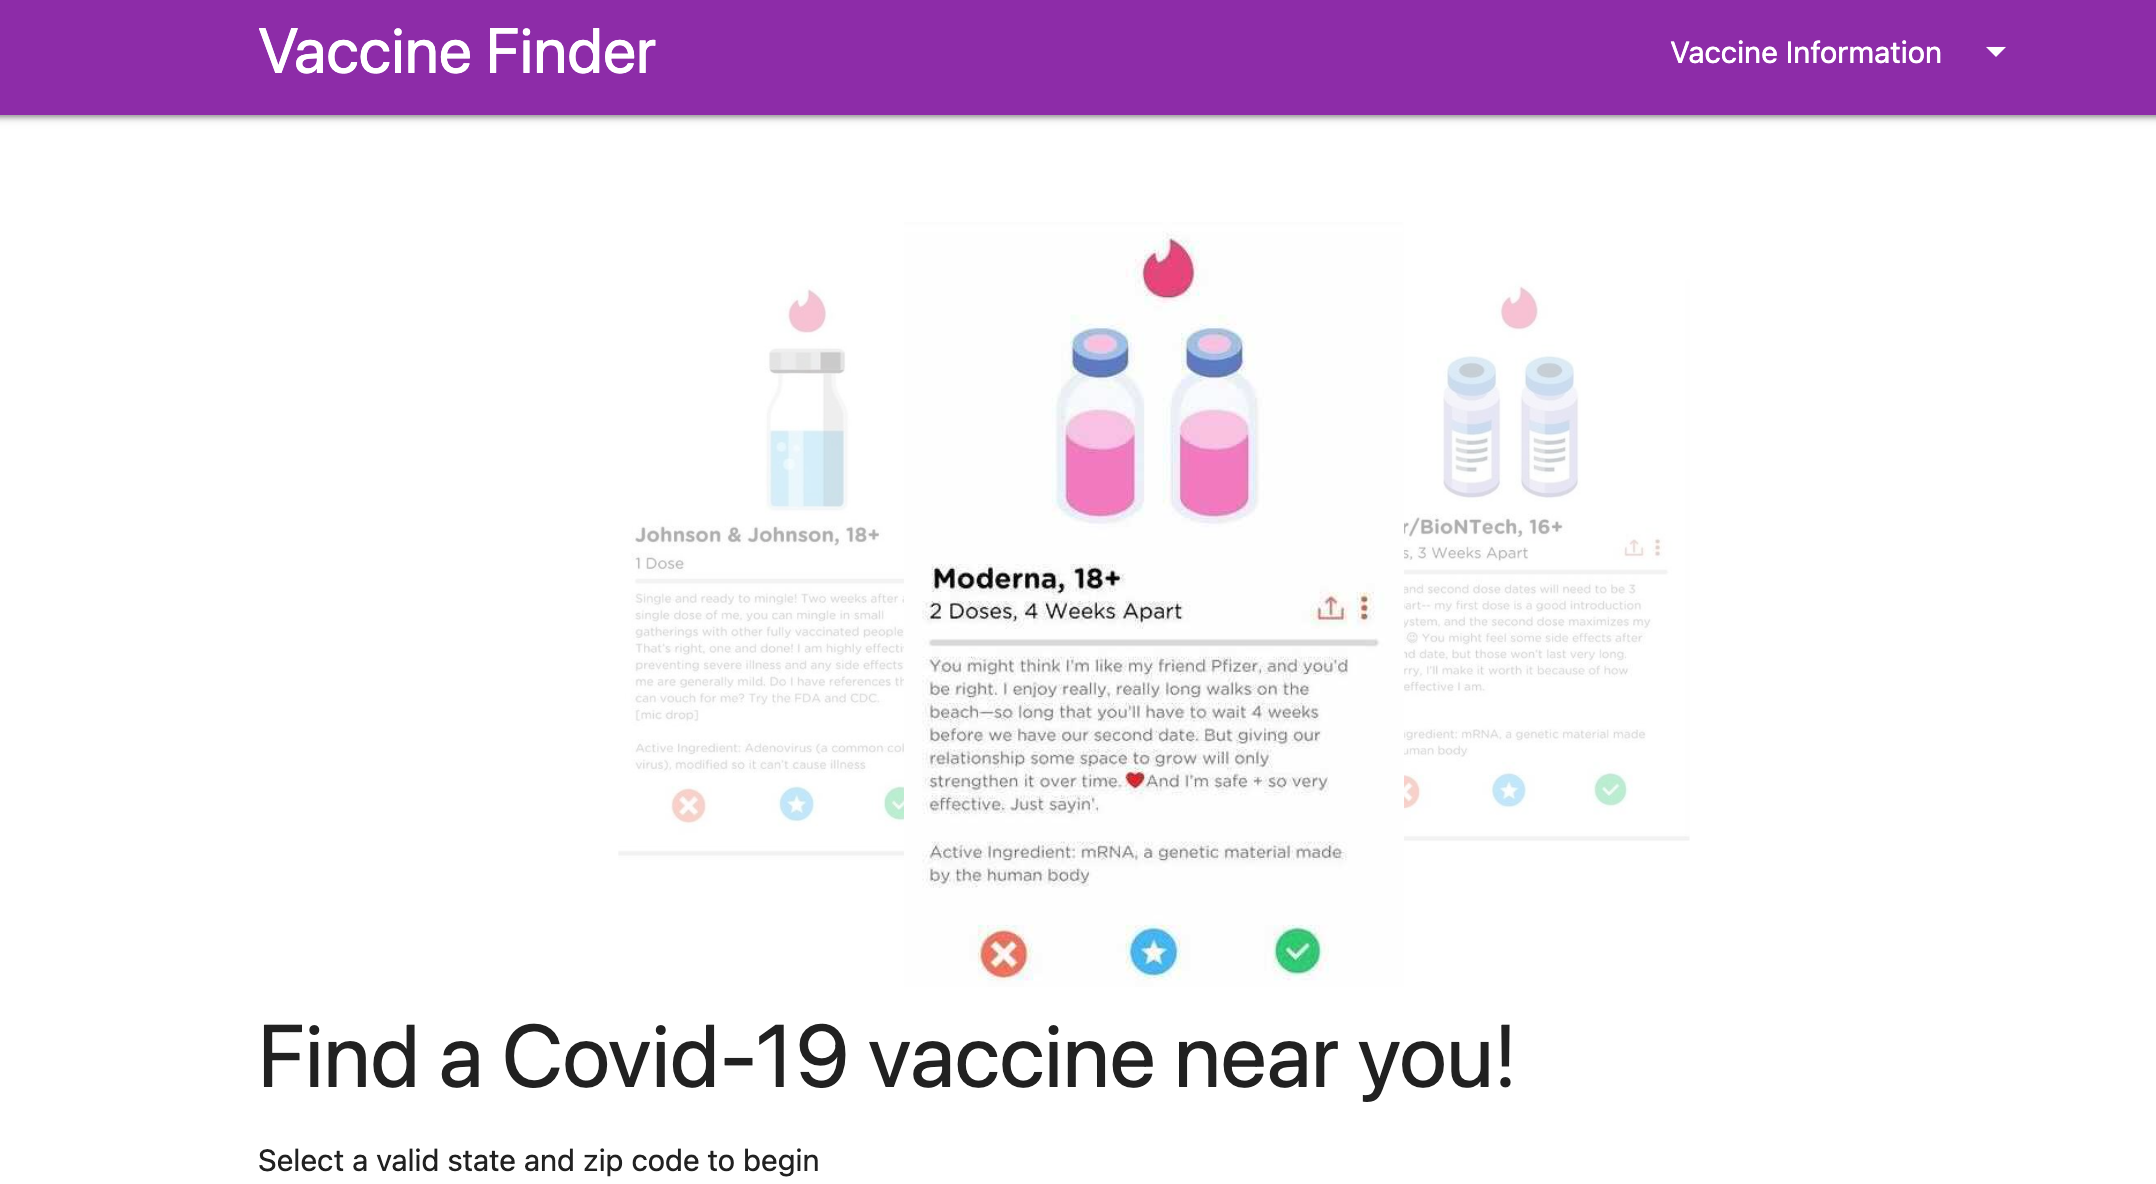 Vaccine Finder
Vaccine Information
Johnson & Johnson, 18+
1 Dose
Single and ready to mingle! Two weeks after
single dose of me, you can mingle in small
gatherings with other fully vaccinated people
That's right, one and done! I am highly
preventing severe illness and any side effects
me are generally mild. Do I have references
can vouch for me? Try the FDA and CDC.
[mic drop]
Active Ingredient: Adenovirus (a common
virus), modified so it can't cause illness
Moderna, 18+
2 Doses, 4 Weeks Apart
You might think I'm like my friend Pfizer, and you'd
be right. I enjoy really, really long walks on the
beach—so long that you'll have to wait 4 weeks
before we have our second date. But giving our
relationship some space to grow will only
strengthen it over time. ❤And I'm safe + so very
effective. Just sayin'.
Active Ingredient: mRNA, a genetic material made
by the human body
/BioNTech, 16+
, 3 Weeks Apart
and second dose dates will need to be 3
my first dose is a good introduction
and the second dose maximizes my
😉 You might feel some side effects after
date, but those won't last very long.
I'll make it worth it because of how
effective I am.
mRNA, a genetic material made
body
Find a Covid-19 vaccine near you!
Select a valid state and zip code to begin